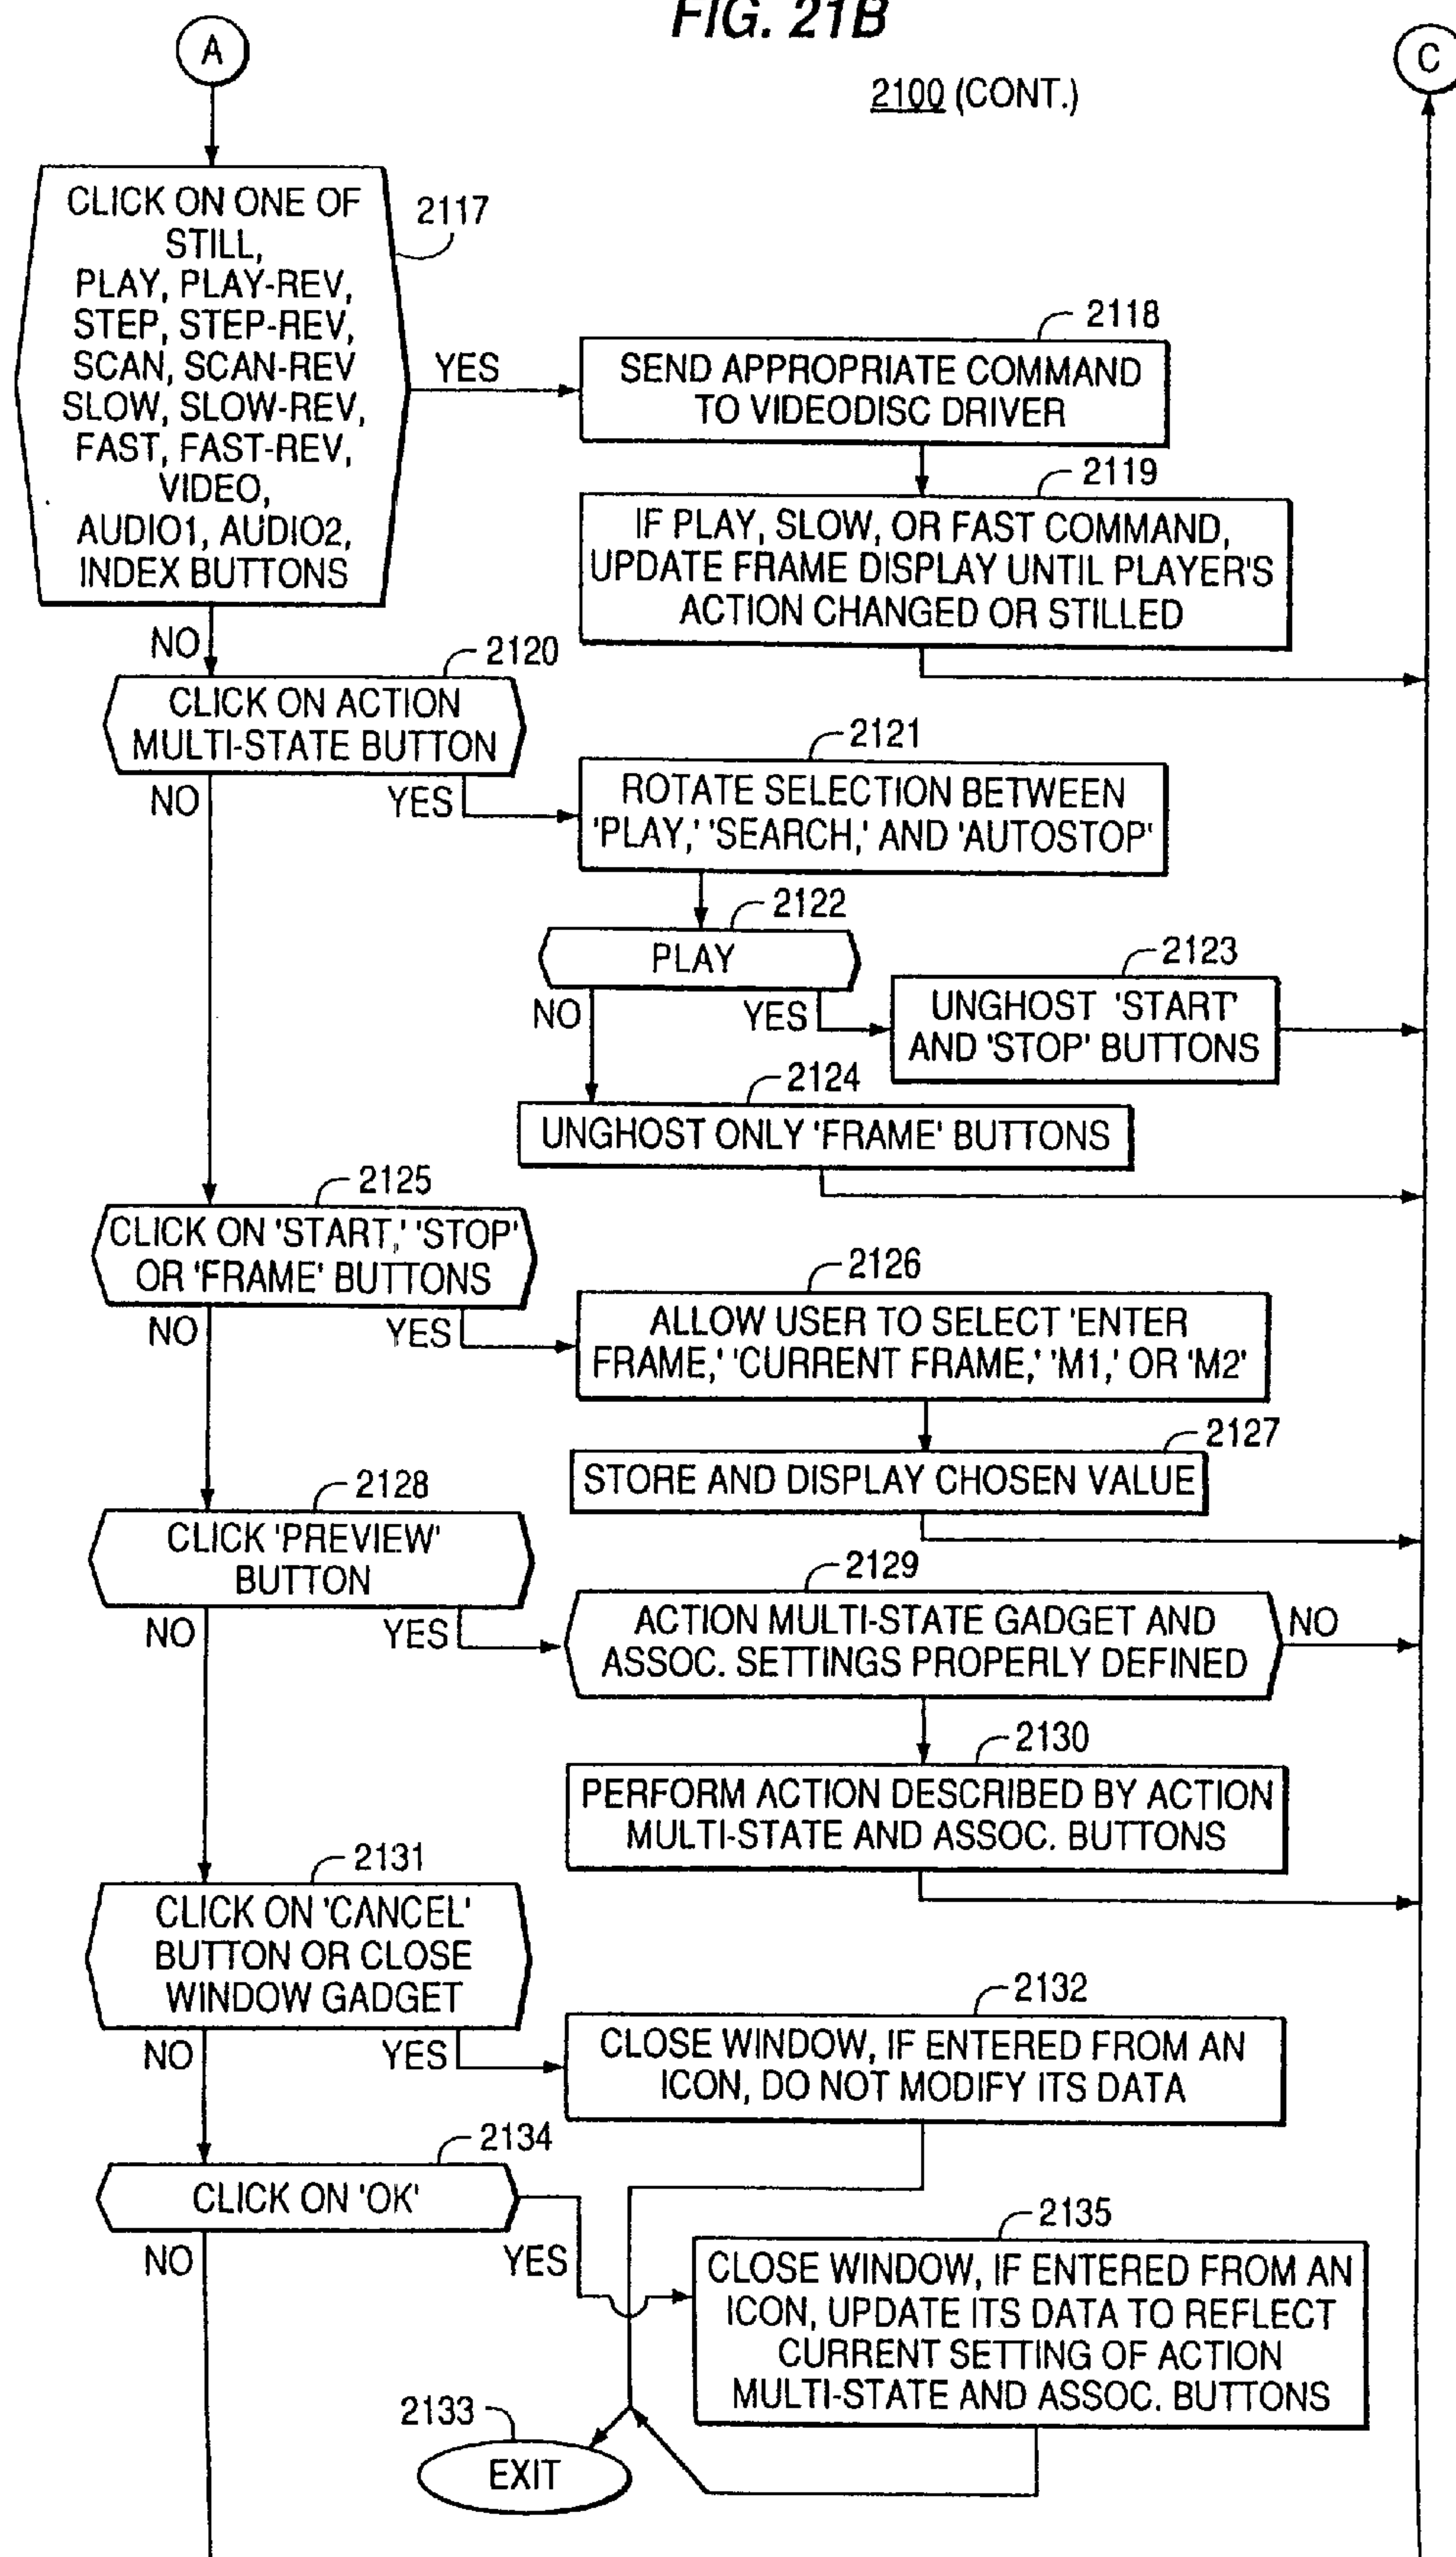 FIG. 21B
A
C
2100 (CONT.)
CLICK ON ONE OF
STILL,
PLAY, PLAY-REV,
STEP, STEP-REV,
SCAN, SCAN-REV
SLOW, SLOW-REV,
FAST, FAST-REV,
VIDEO,
AUDIO1, AUDIO2,
INDEX BUTTONS
2117
YES
2118
SEND APPROPRIATE COMMAND
TO VIDEODISC DRIVER
2119
IF PLAY, SLOW, OR FAST COMMAND,
UPDATE FRAME DISPLAY UNTIL PLAYER'S
ACTION CHANGED OR STILLED
NO
2120
CLICK ON ACTION
MULTI-STATE BUTTON
NO
YES
2121
ROTATE SELECTION BETWEEN
'PLAY,' 'SEARCH,' AND 'AUTOSTOP'
2122
PLAY
NO
YES
2123
UNGHOST 'START'
AND 'STOP' BUTTONS
2124
UNGHOST ONLY 'FRAME' BUTTONS
2125
CLICK ON 'START,' 'STOP'
OR 'FRAME' BUTTONS
NO
YES
2126
ALLOW USER TO SELECT 'ENTER
FRAME,' 'CURRENT FRAME,' 'M1,' OR 'M2'
2127
STORE AND DISPLAY CHOSEN VALUE
2128
CLICK 'PREVIEW'
BUTTON
NO
YES
2129
ACTION MULTI-STATE GADGET AND
ASSOC. SETTINGS PROPERLY DEFINED
NO
2130
PERFORM ACTION DESCRIBED BY ACTION
MULTI-STATE AND ASSOC. BUTTONS
2131
CLICK ON 'CANCEL'
BUTTON OR CLOSE
WINDOW GADGET
NO
YES
2132
CLOSE WINDOW, IF ENTERED FROM AN
ICON, DO NOT MODIFY ITS DATA
2134
CLICK ON 'OK'
NO
YES
2135
CLOSE WINDOW, IF ENTERED FROM AN
ICON, UPDATE ITS DATA TO REFLECT
CURRENT SETTING OF ACTION
MULTI-STATE AND ASSOC. BUTTONS
2133
EXIT